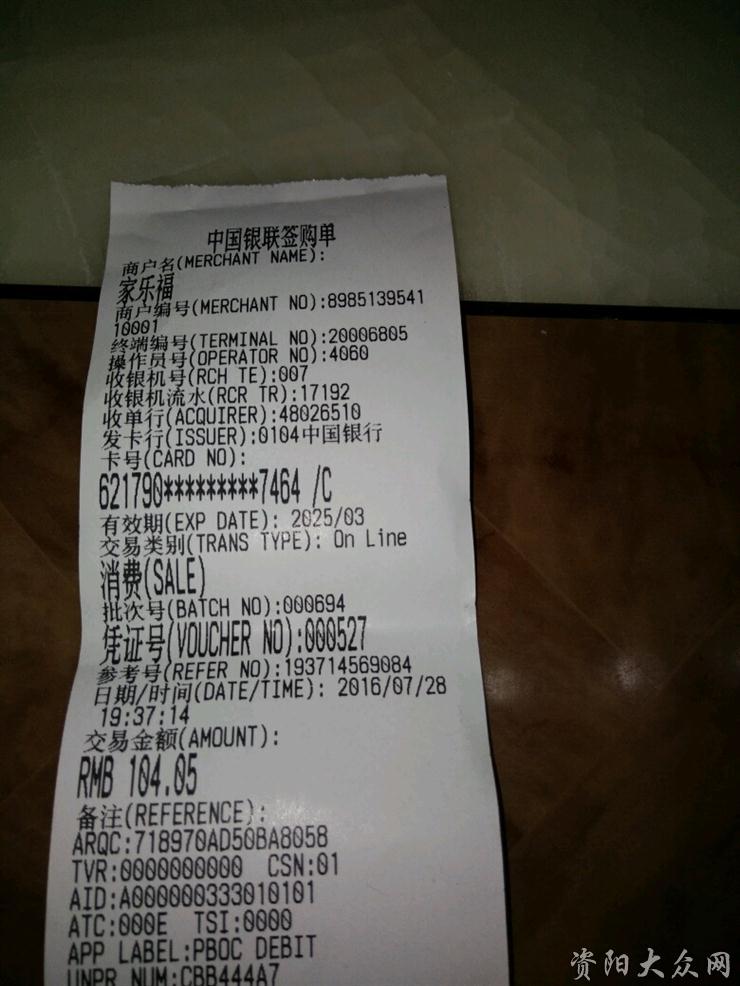 中国银联签购单
商户名(MERCHANT NAME):
家乐福
商户编号(MERCHANT NO):8985139541
10001
终端编号(TERMINAL NO):20006805
操作员号(OPERATOR NO):4060
收银机号(RCH TE):007
收银机流水(RCR TR):17192
收单行(ACQUIRER):48026510
发卡行(ISSUER):0104中国银行
卡号(CARD NO):
621790*********7464 /C
有效期(EXP DATE): 2025/03
交易类别(TRANS TYPE): On Line
消费(SALE)
批次号(BATCH NO):000694
凭证号(VOUCHER NO):000527
参考号(REFER NO):193714569084
日期/时间(DATE/TIME): 2016/07/28
19:37:14
交易金额(AMOUNT):
RMB 104.05
备注(REFERENCE):
ARQC:718970AD50BA8058
TVR:0000000000 CSN:01
AID:A000000333010101
ATC:000E TSI:0000
APP LABEL:PBOC DEBIT
UNPR NUM:CBB444A7
资阳大众网